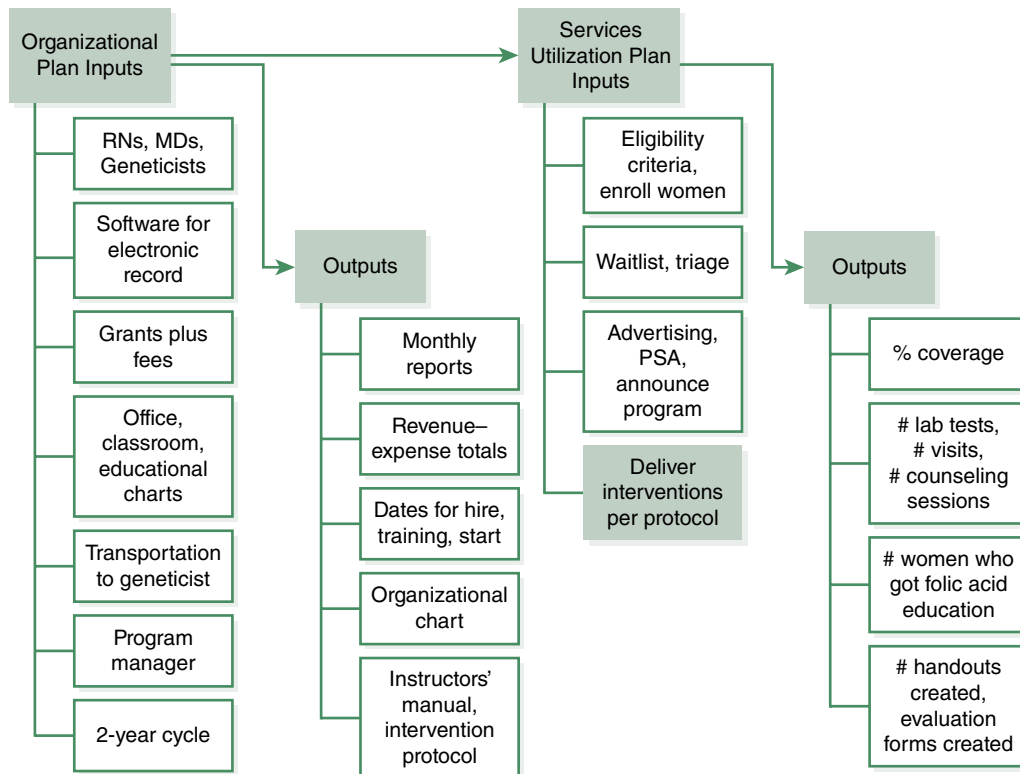 Organizational
Plan Inputs
RNs, MDs,
Geneticists
Software for
electronic
record
Grants plus
fees
Office,
classroom,
educational
charts
Transportation
to geneticist
Program
manager
2-year cycle
Outputs
Monthly
reports
Revenue–
expense totals
Dates for hire,
training, start
Organizational
chart
Instructors’
manual,
intervention
protocol
Services
Utilization Plan
Inputs
Eligibility
criteria,
enroll women
Waitlist, triage
Advertising,
PSA,
announce
program
Deliver
interventions
per protocol
Outputs
% coverage
# lab tests,
# visits,
# counseling
sessions
# women who
got folic acid
education
# handouts
created,
evaluation
forms created